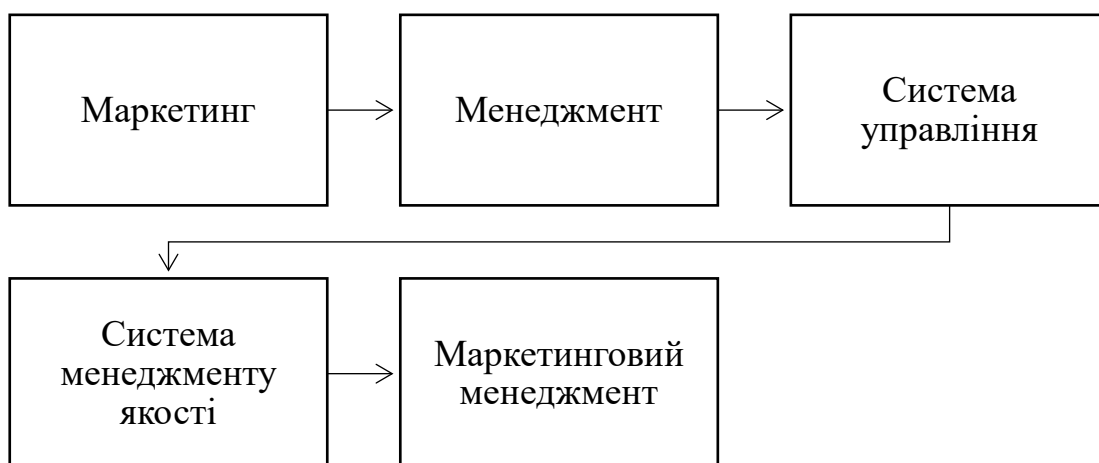 Маркетинг
Менеджмент
Система
управління
Система
менеджменту
якості
Маркетинговий
менеджмент